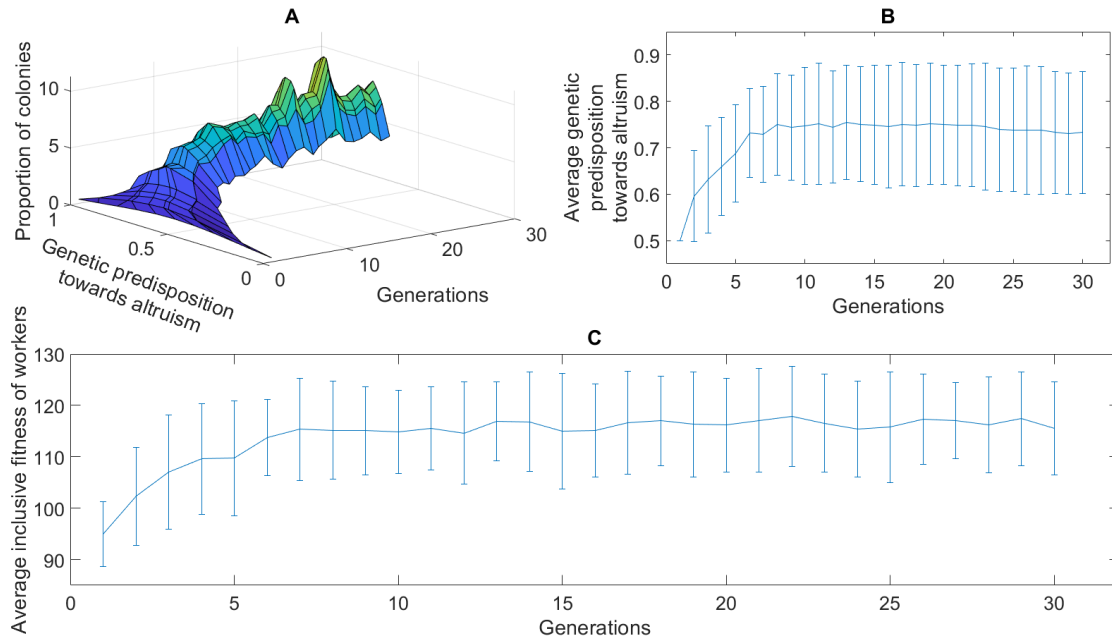 A
Proportion of colonies
10
5
0
1
0.5
0
Genetic predisposition
towards altruism
0
10
20
30
Generations
B
Average genetic
predisposition
towards altruism
0.9
0.8
0.7
0.6
0.5
0
5
10
15
20
25
30
Generations
C
Average inclusive fitness of workers
130
120
110
100
90
0
5
10
15
20
25
30
Generations